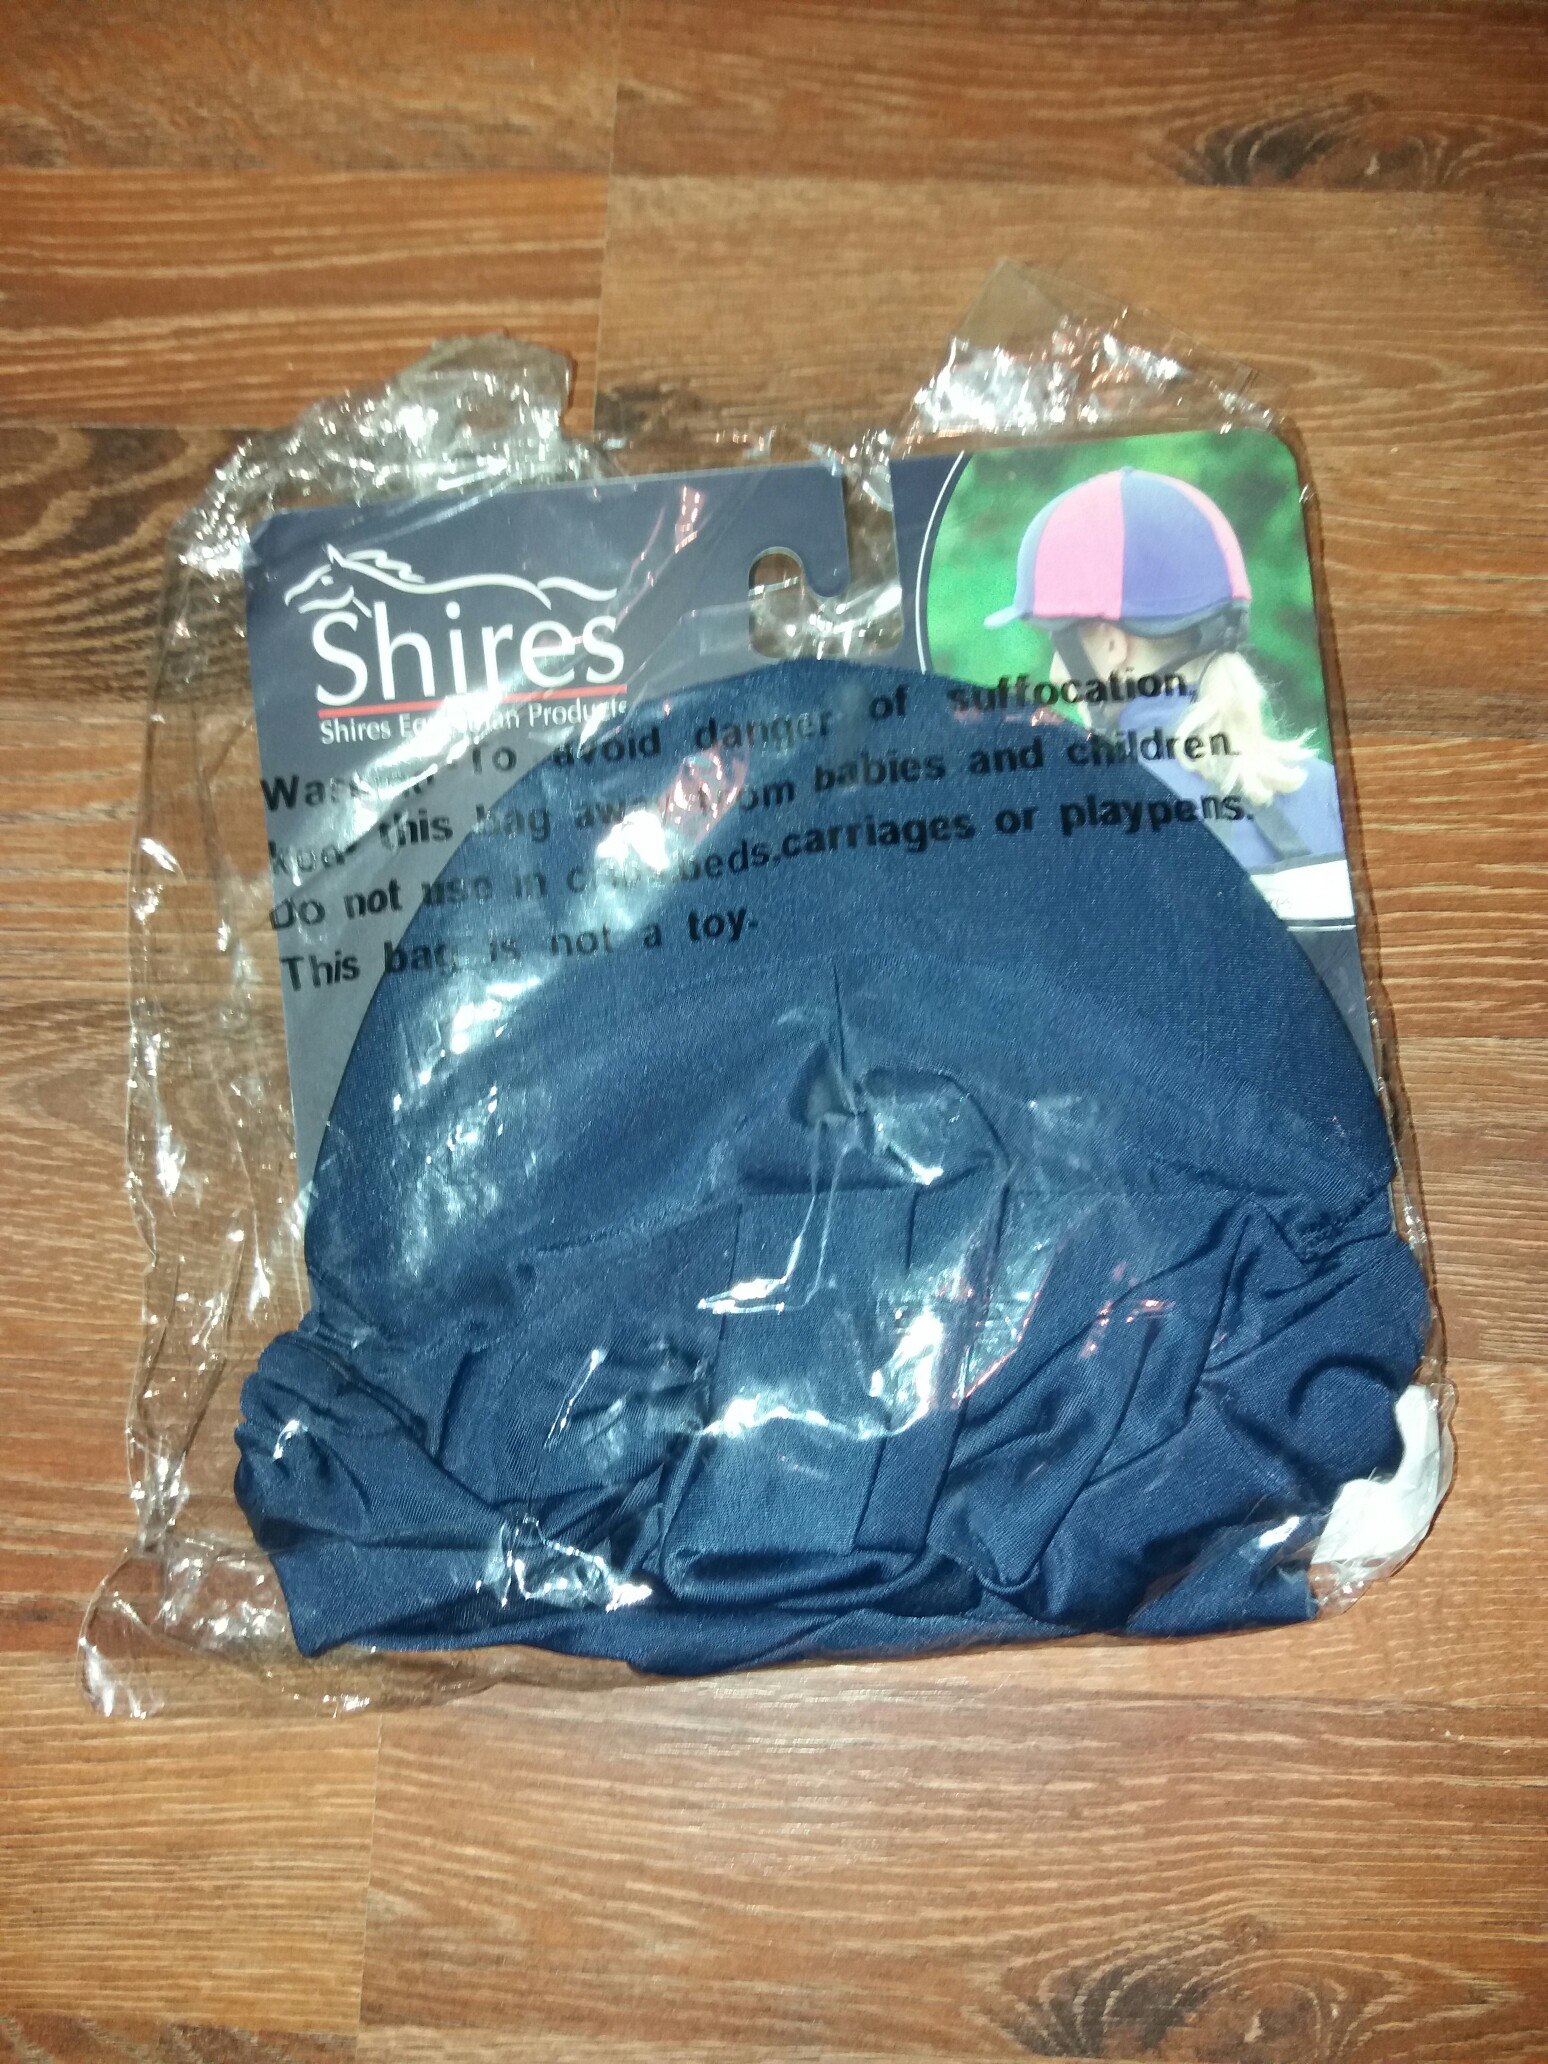 Shires
Shires Equestrian Products
Warning: To avoid danger of suffocation,
keep this bag away from babies and children.
Do not use in cribs,beds,carriages or playpens.
This bag is not a toy.